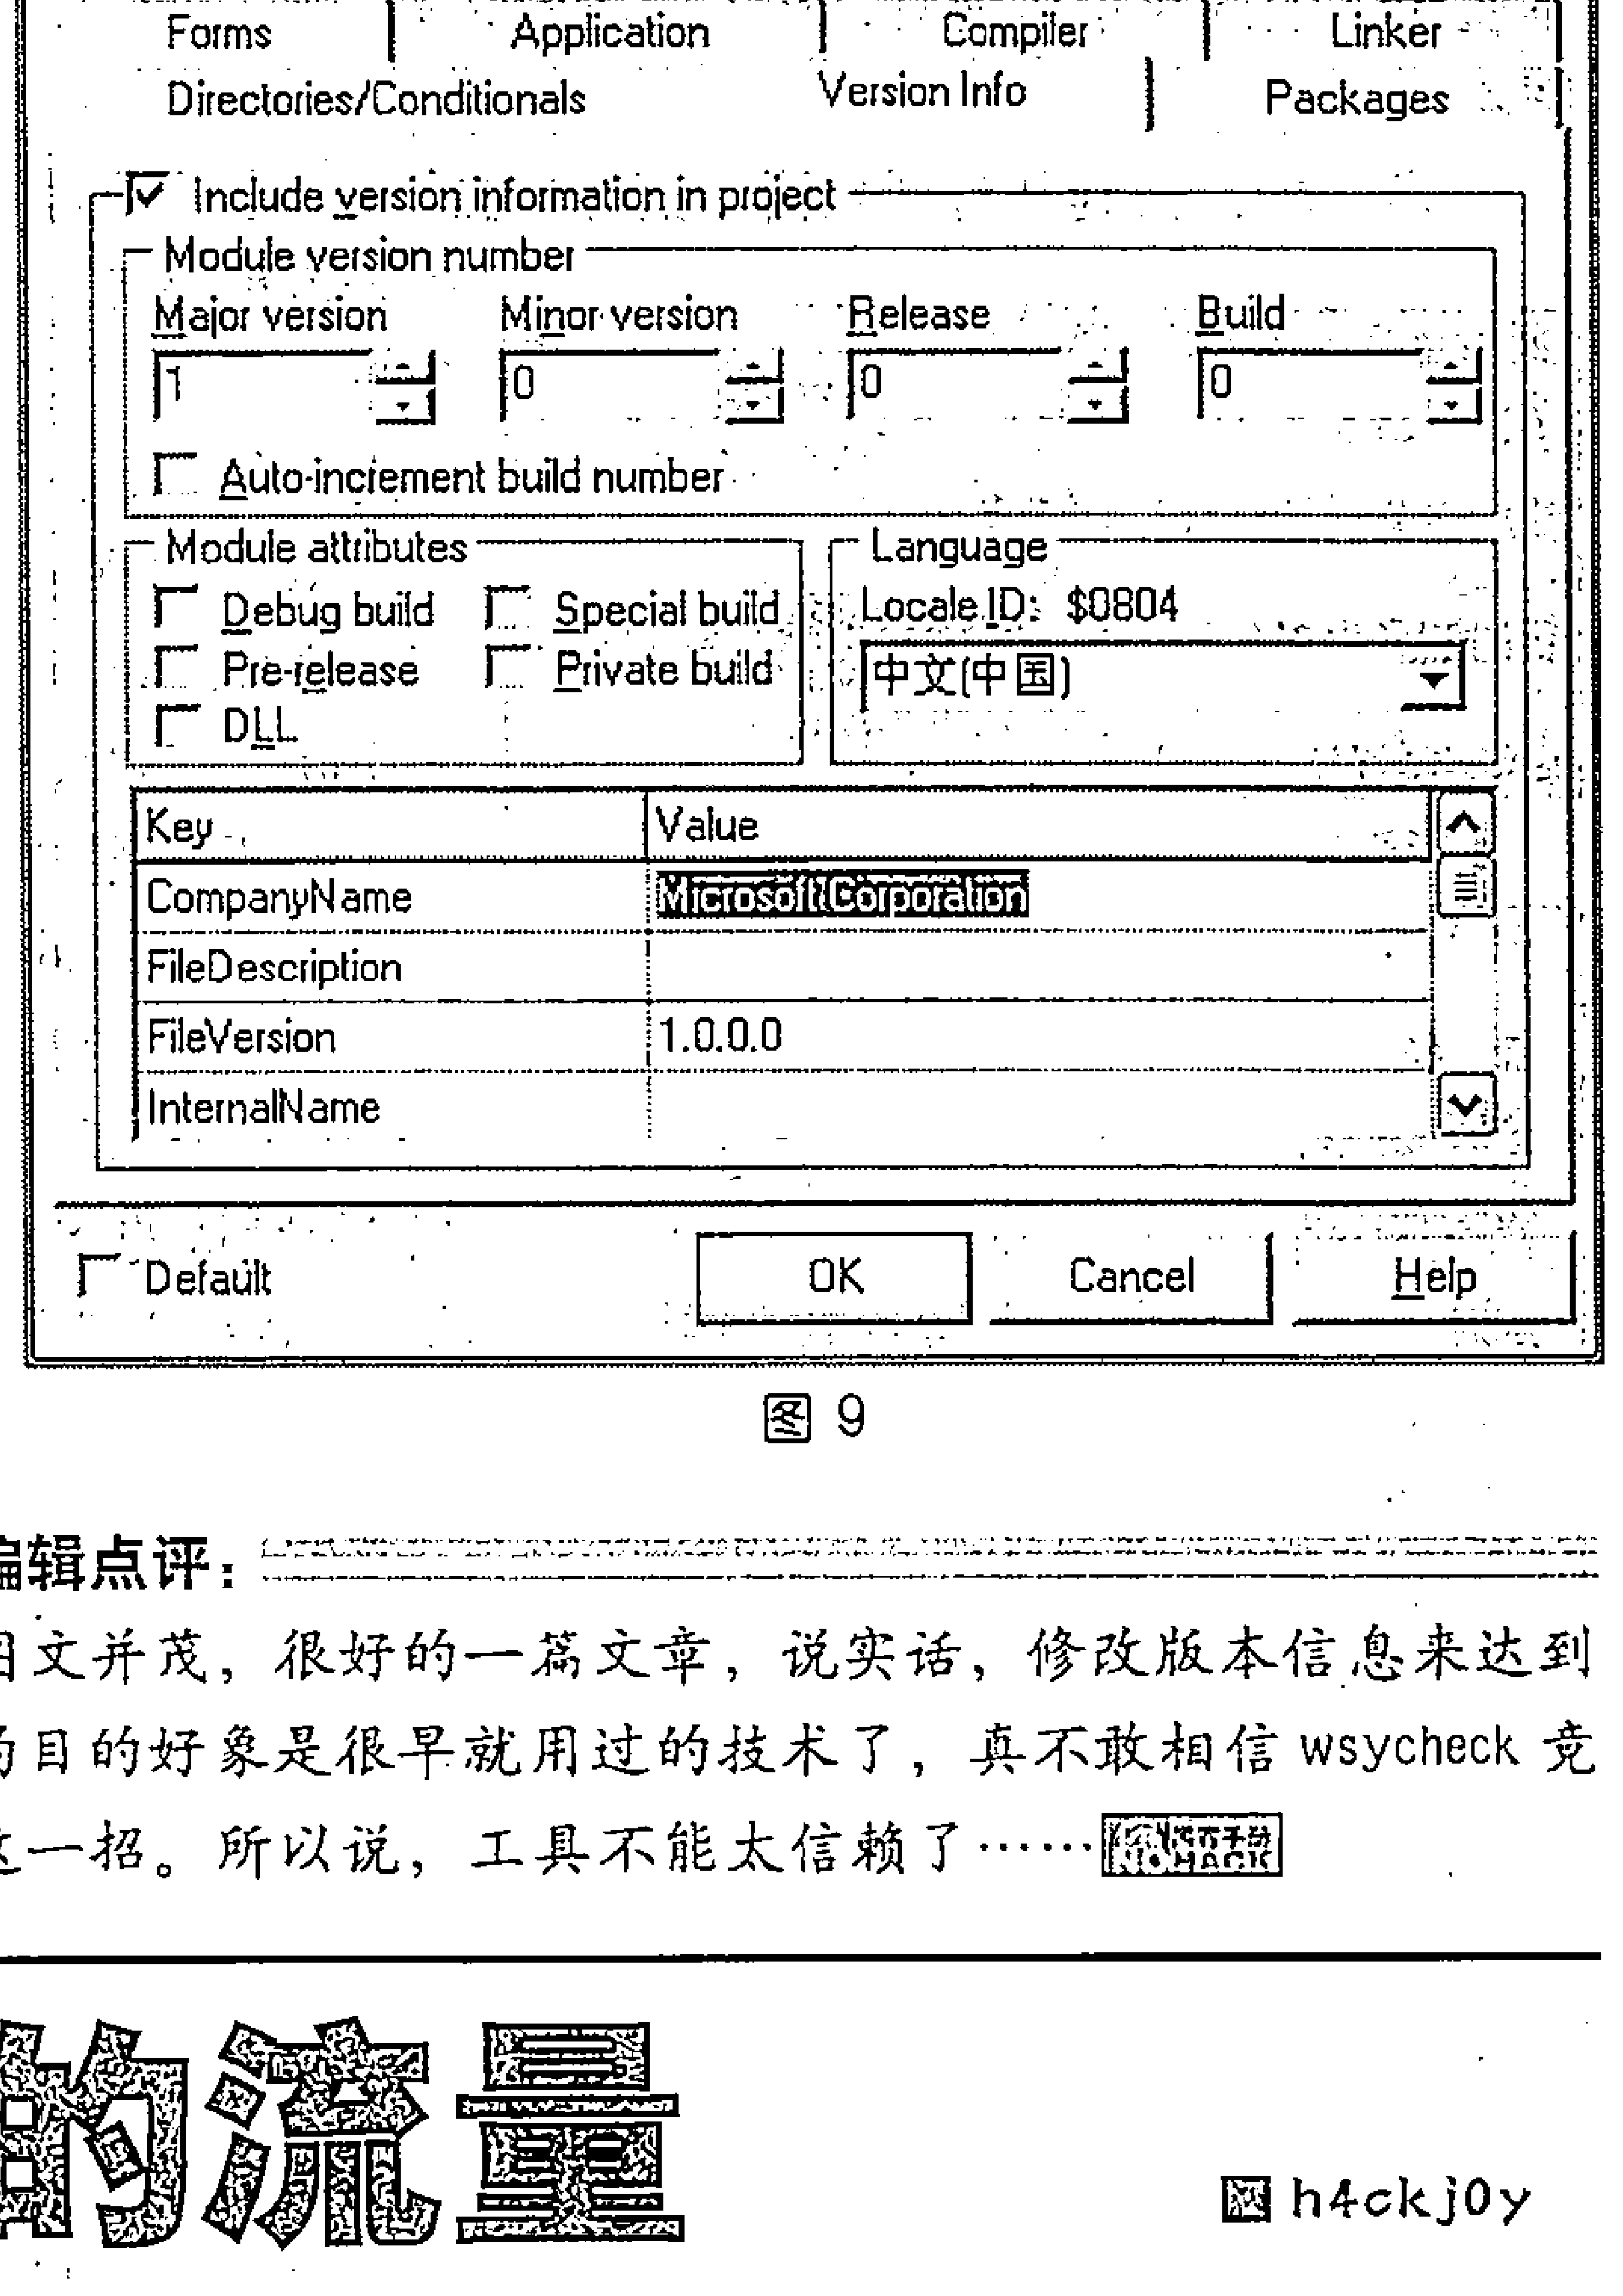 Forms Application Compiler Linker
Directories/Conditionals Version Info Packages
Include version information in project
Module version number
Major version Minor version Release Build
1 0 0 0
Auto-increment build number
Module attributes Language
Debug build Special build Locale ID: $0804
Pre-release Private build 中文(中国)
DLL
Key Value
CompanyName Microsoft Corporation
FileDescription
FileVersion 1.0.0.0
InternalName
Default OK Cancel Help
图 9
编辑点评：
文并茂，很好的一篇文章，说实话，修改版本信息来达到
目的好象是很早就用过的技术了，真不敢相信 wsycheck 竞
这一招。所以说，工具不能太信赖了……
的流量
h4ckj0y